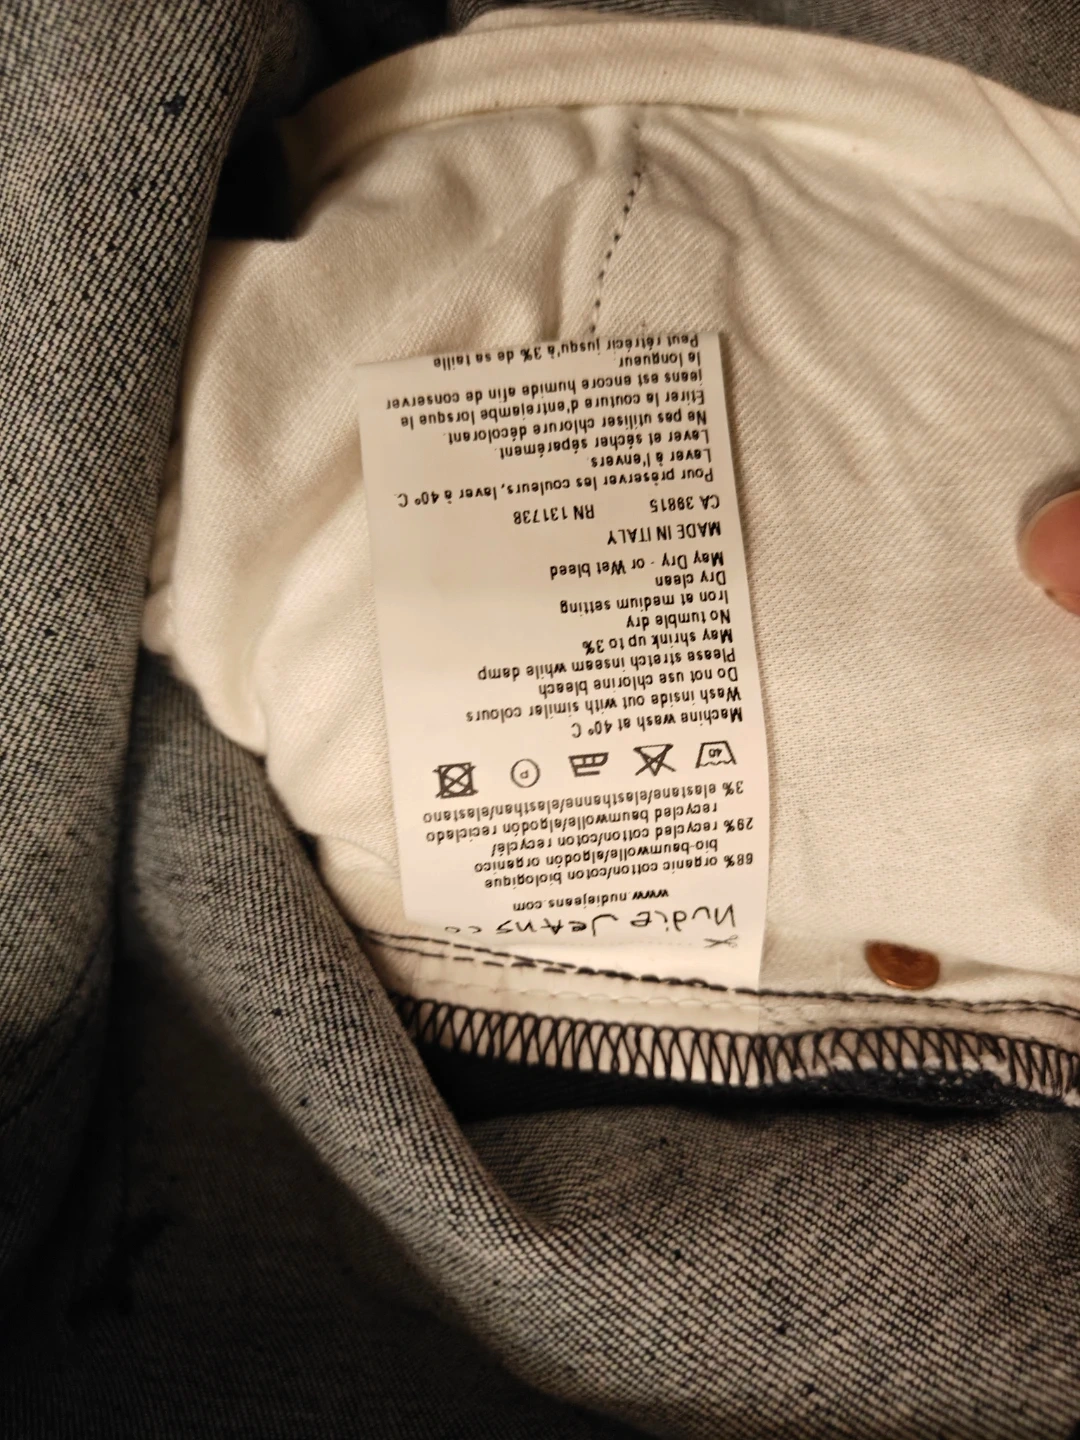 Nudie Jeans co
www.nudiejeans.com
68% organic cotton/coton biologique
bio-baumwolle/algodón organico
29% recycled cotton/coton recyclé/
recycled baumwolle/algodón reciclado
3% elastane/elasthanne/elasthan/elastano
40 P
Machine wash at 40° C
Wash inside out with similar colours
Do not use chlorine bleach
Please stretch inseam while damp
May shrink up to 3%
No tumble dry
Iron at medium setting
Dry clean
May Dry - or Wet bleed
MADE IN ITALY
CA 39815 RN 131738
Pour préserver les couleurs, laver à 40° C.
Laver à l'envers.
Laver et sécher séparément.
Ne pas utiliser chlorure décolorant.
Étirer la couture d'entrejambe lorsque le
jeans est encore humide afin de conserver
la longueur.
Peut rétrécir jusqu'à 3% de sa taille